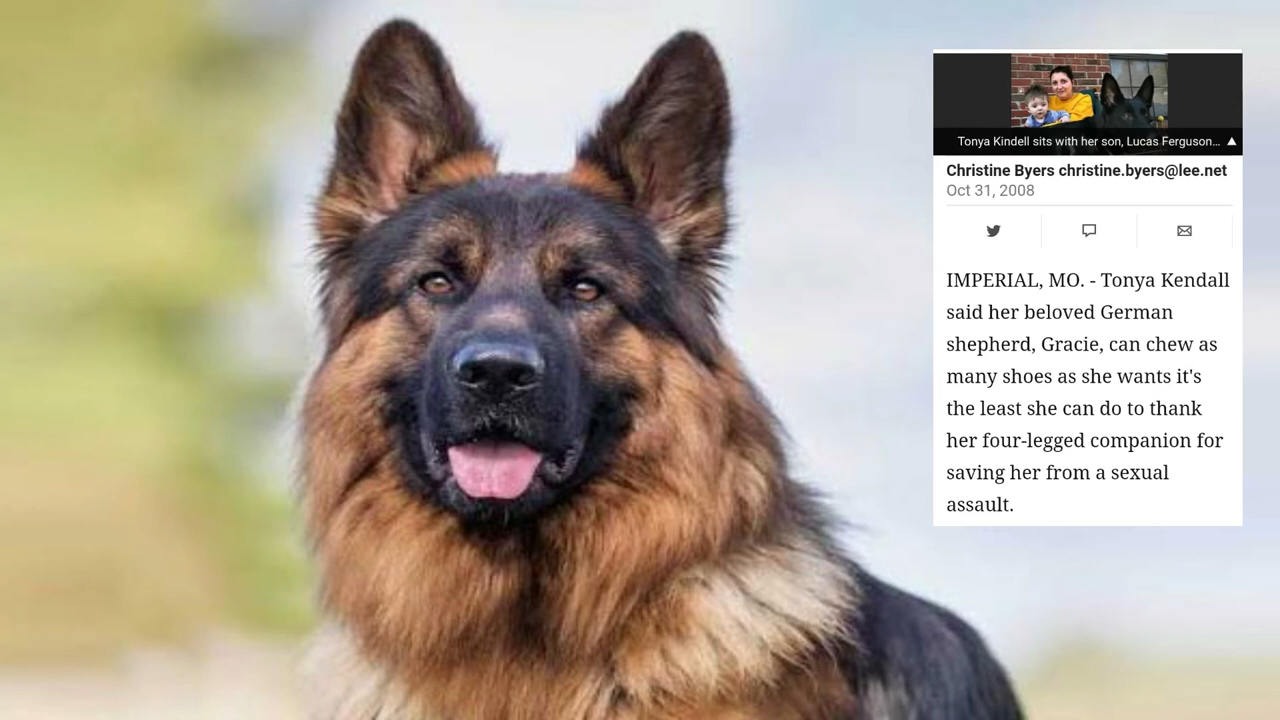 Tonya Kindell sits with her son, Lucas Ferguson...
Christine Byers christine.byers@lee.net
Oct 31, 2008
IMPERIAL, MO. - Tonya Kendall
said her beloved German
shepherd, Gracie, can chew as
many shoes as she wants it's
the least she can do to thank
her four-legged companion for
saving her from a sexual
assault.